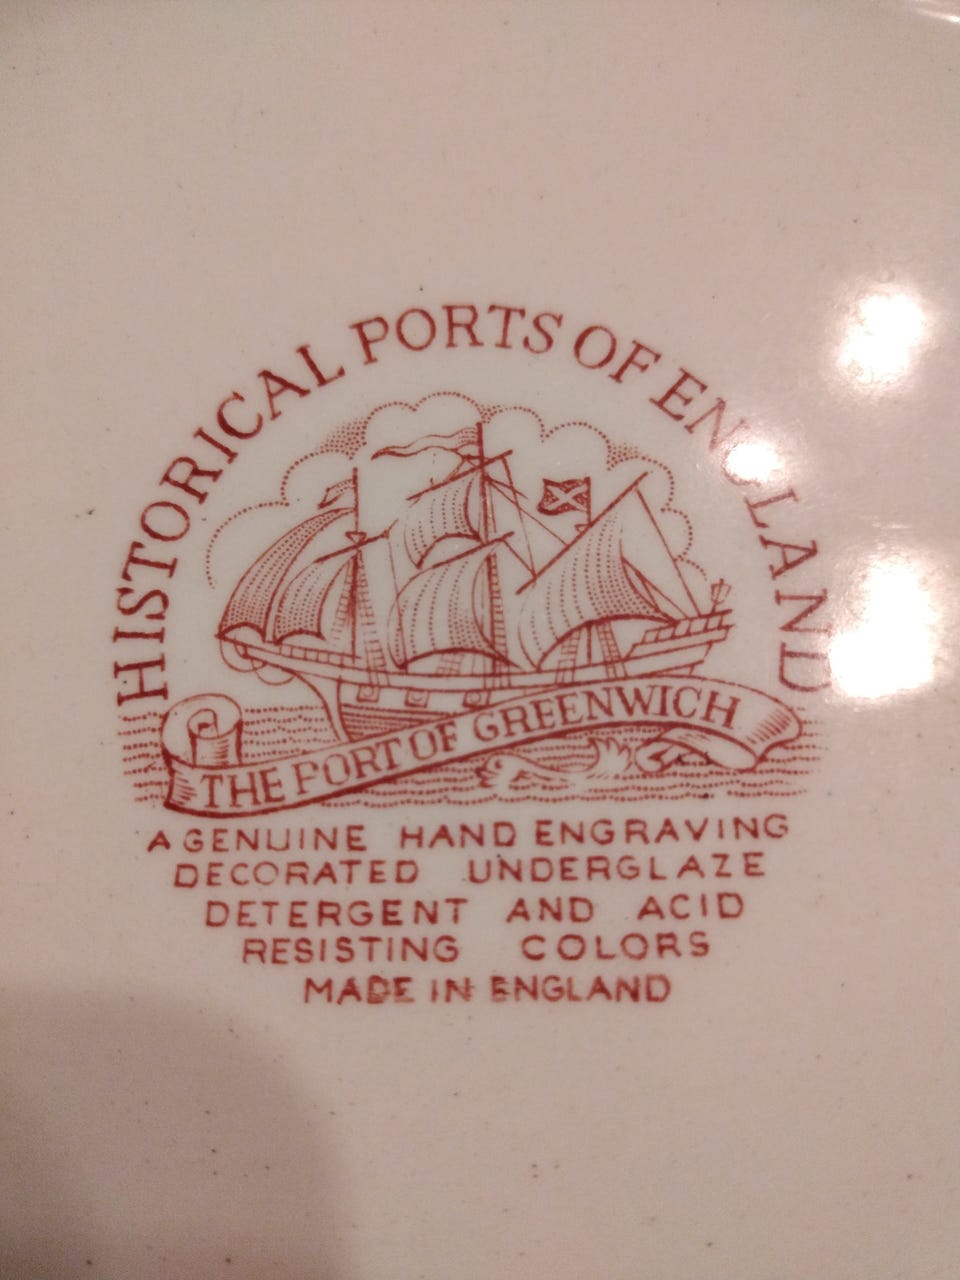 HISTORICAL PORTS OF ENGLAND
THE PORT OF GREENWICH
A GENUINE HAND ENGRAVING
DECORATED UNDERGLAZE
DETERGENT AND ACID
RESISTING COLORS
MADE IN ENGLAND